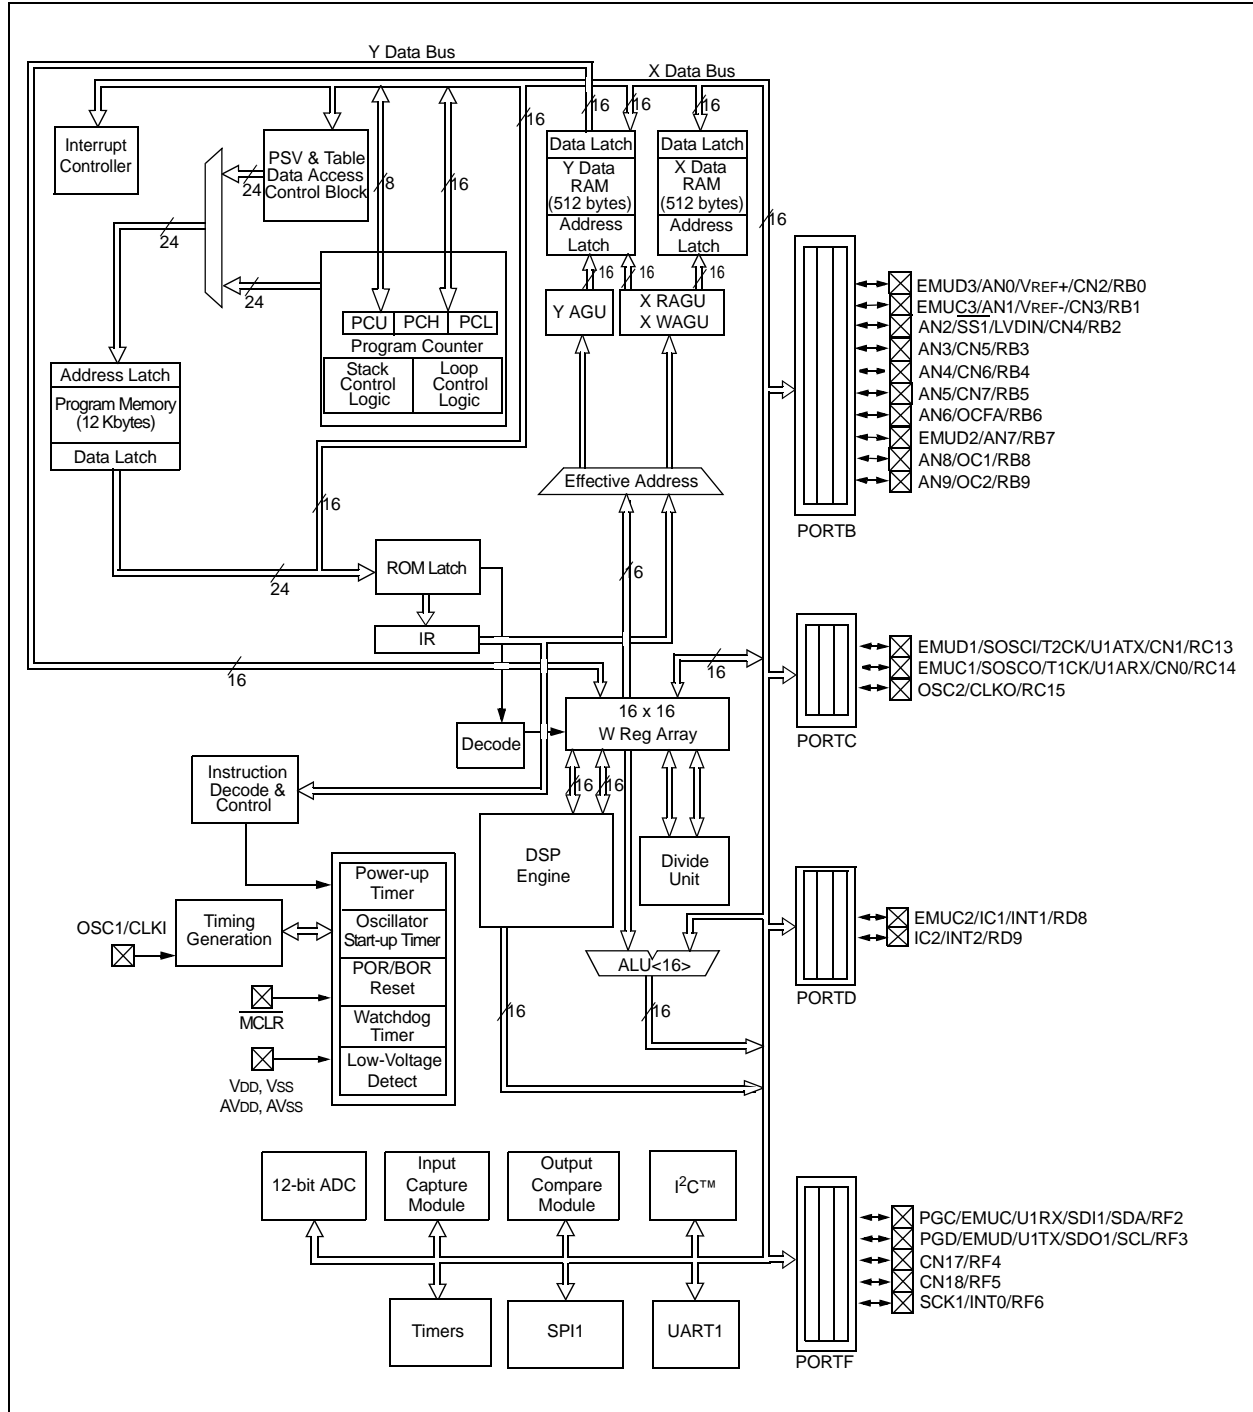 Y Data Bus
X Data Bus
16
16
16
16
Interrupt
Controller
PSV & Table
Data Access
Control Block
24
8
16
Data Latch
Y Data
RAM
(512 bytes)
Address
Latch
Data Latch
X Data
RAM
(512 bytes)
Address
Latch
16
24
24
16
16
16
Y AGU
X RAGU
X WAGU
PCU
PCH
PCL
Program Counter
Stack
Control
Logic
Loop
Control
Logic
Address Latch
Program Memory
(12 Kbytes)
Data Latch
Effective Address
16
24
ROM Latch
16
IR
16
16
16 x 16
W Reg Array
Decode
Instruction
Decode &
Control
16
16
DSP
Engine
Divide
Unit
Power-up
Timer
Oscillator
Start-up Timer
POR/BOR
Reset
Watchdog
Timer
Low-Voltage
Detect
OSC1/CLKI
Timing
Generation
MCLR
VDD, VSS
AVDD, AVSS
ALU<16>
16
16
12-bit ADC
Input
Capture
Module
Output
Compare
Module
I²C™
Timers
SPI1
UART1
EMUD3/AN0/VREF+/CN2/RB0
EMUC3/AN1/VREF-/CN3/RB1
AN2/SS1/LVDIN/CN4/RB2
AN3/CN5/RB3
AN4/CN6/RB4
AN5/CN7/RB5
AN6/OCFA/RB6
EMUD2/AN7/RB7
AN8/OC1/RB8
AN9/OC2/RB9
PORTB
EMUD1/SOSCI/T2CK/U1ATX/CN1/RC13
EMUC1/SOSCO/T1CK/U1ARX/CN0/RC14
OSC2/CLKO/RC15
PORTC
EMUC2/IC1/INT1/RD8
IC2/INT2/RD9
PORTD
PGC/EMUC/U1RX/SDI1/SDA/RF2
PGD/EMUD/U1TX/SDO1/SCL/RF3
CN17/RF4
CN18/RF5
SCK1/INT0/RF6
PORTF